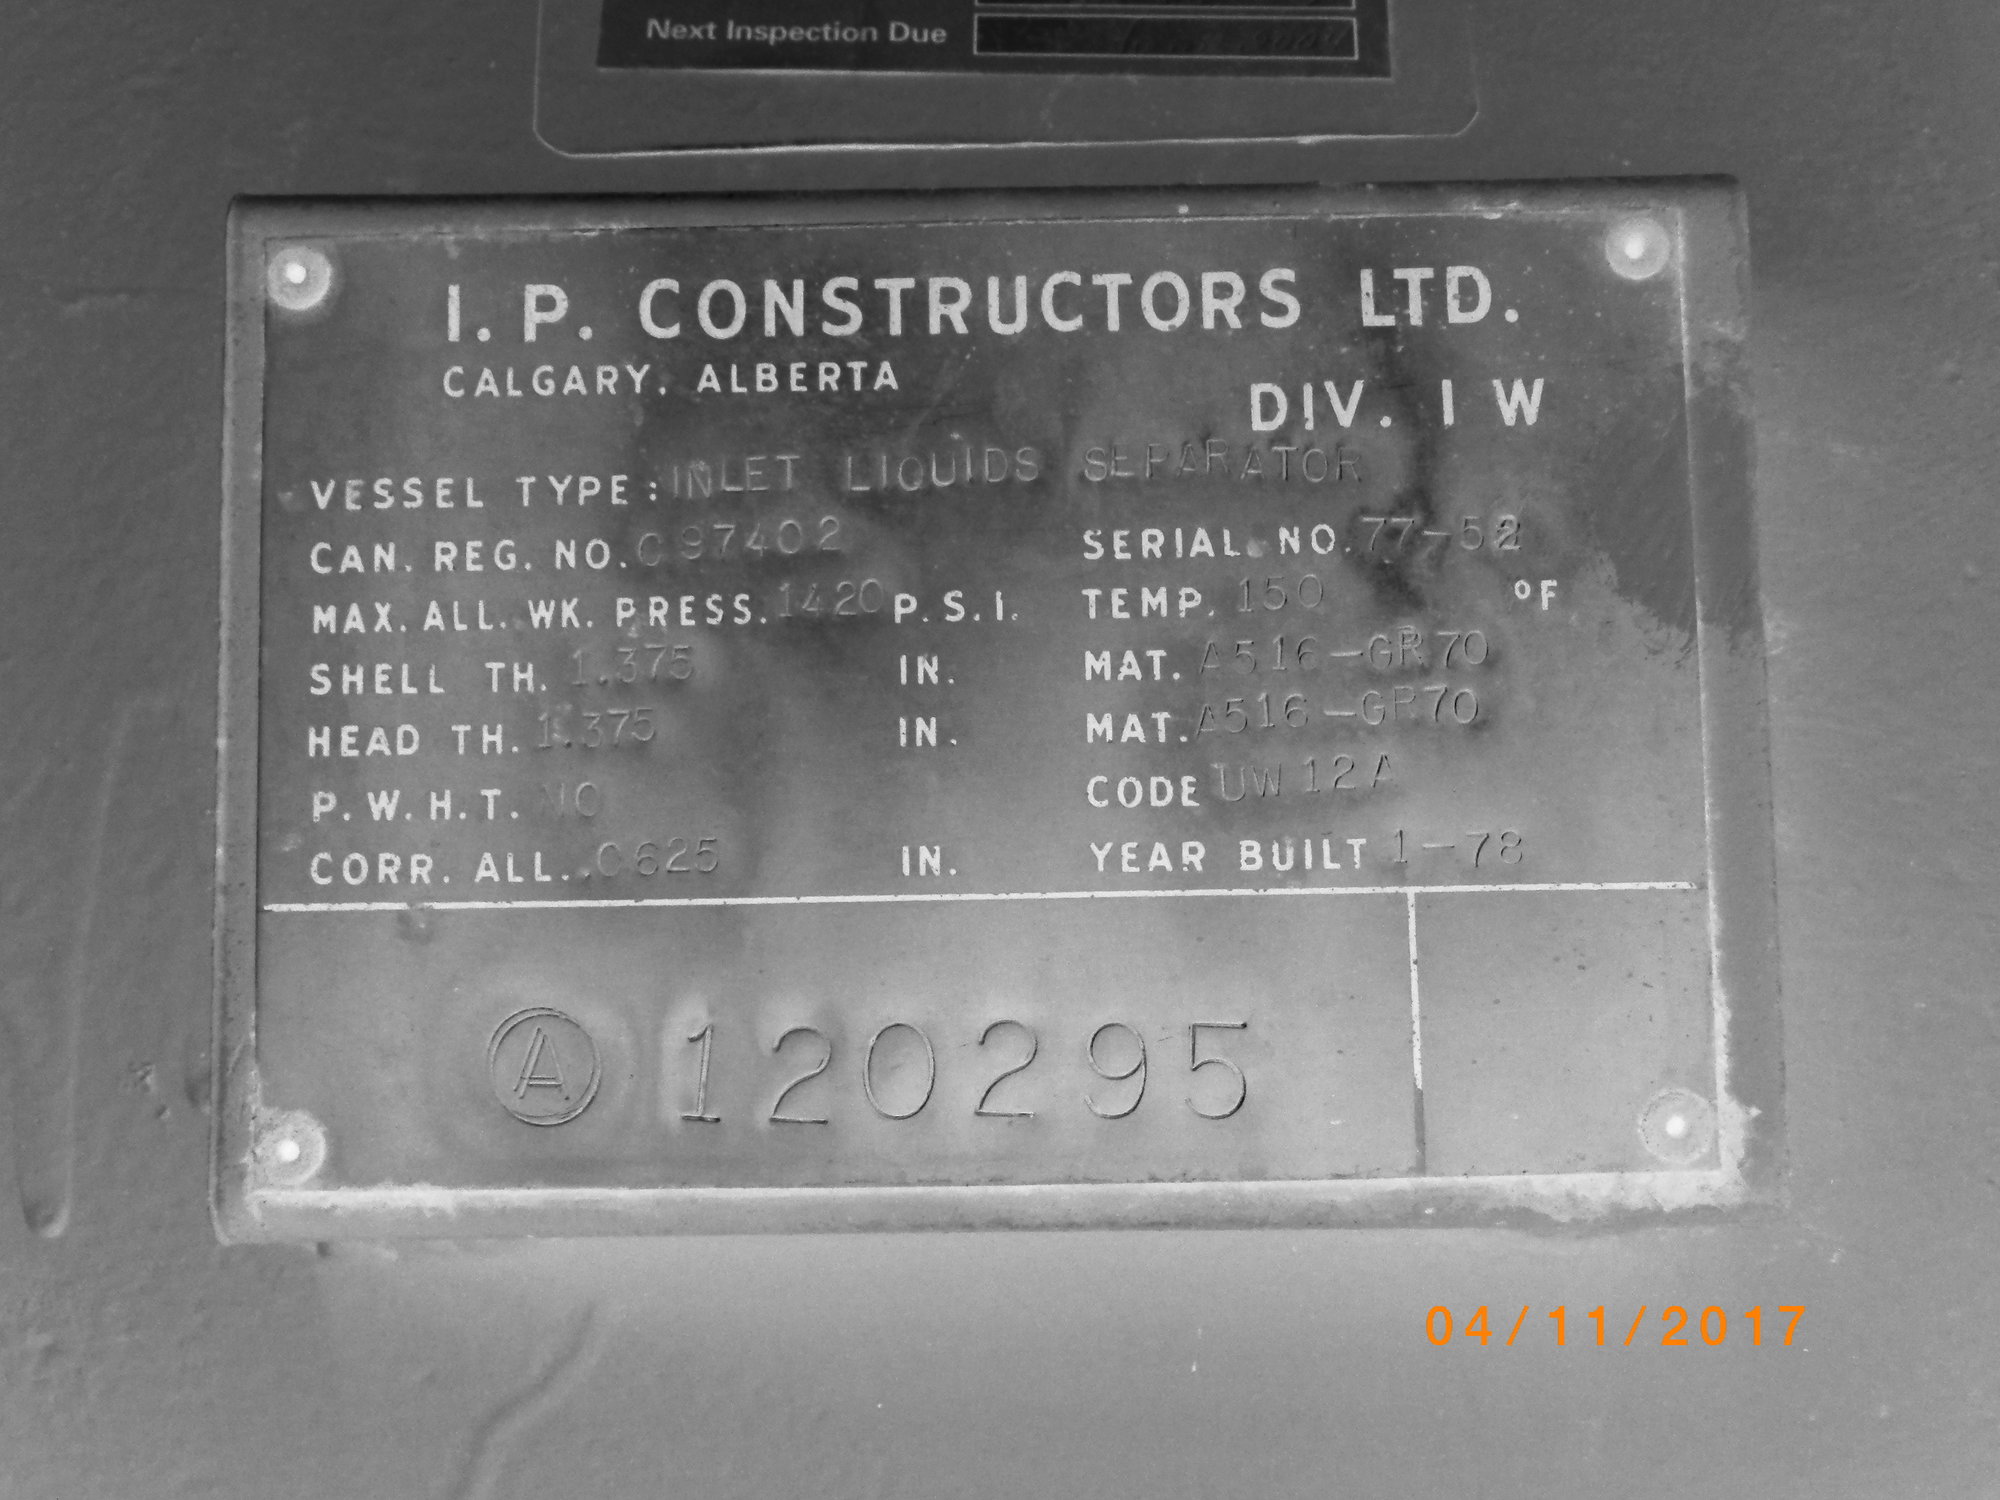 Next Inspection Due
I. P. CONSTRUCTORS LTD.
CALGARY, ALBERTA
DIV. 1 W
VESSEL TYPE: INLET LIQUIDS SEPARATOR
CAN. REG. NO. C97402 SERIAL NO. 77-52
MAX. ALL. WK. PRESS. 1420 P.S.I. TEMP. 150 °F
SHELL TH. 1.375 IN. MAT. A516-GR70
HEAD TH. 1.375 IN. MAT. A516-GR70
P.W.H.T. NO CODE UW12A
CORR. ALL. .0625 IN. YEAR BUILT 1-78
A 120295
04/11/2017